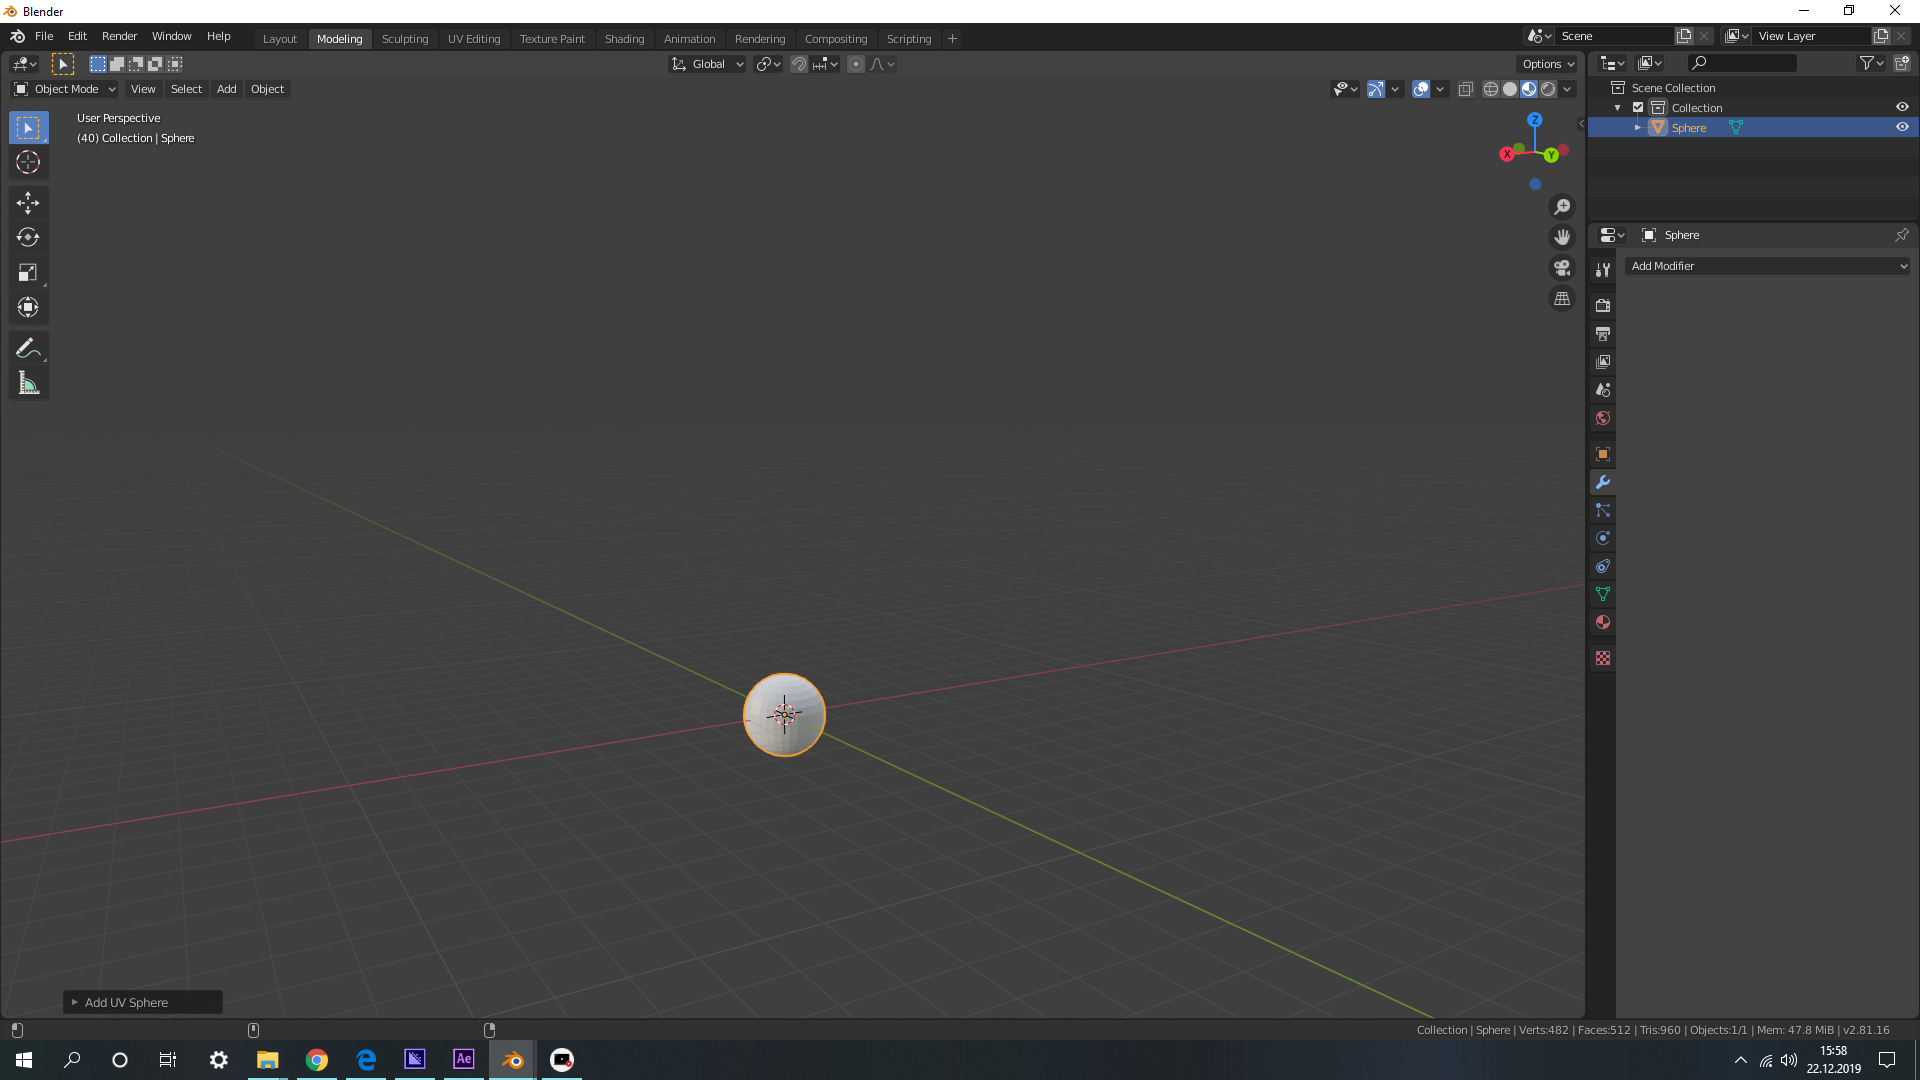 Blender
File Edit Render Window Help Layout Modeling Sculpting UV Editing Texture Paint Shading Animation Rendering Compositing Scripting + Scene View Layer
Global Options
Object Mode View Select Add Object
User Perspective
(40) Collection | Sphere
Z
X Y
Scene Collection
Collection
Sphere
Sphere
Add Modifier
Add UV Sphere
Collection | Sphere | Verts:482 | Faces:512 | Tris:960 | Objects:1/1 | Mem: 47.8 MiB | v2.81.16
Ae
15:58
22.12.2019